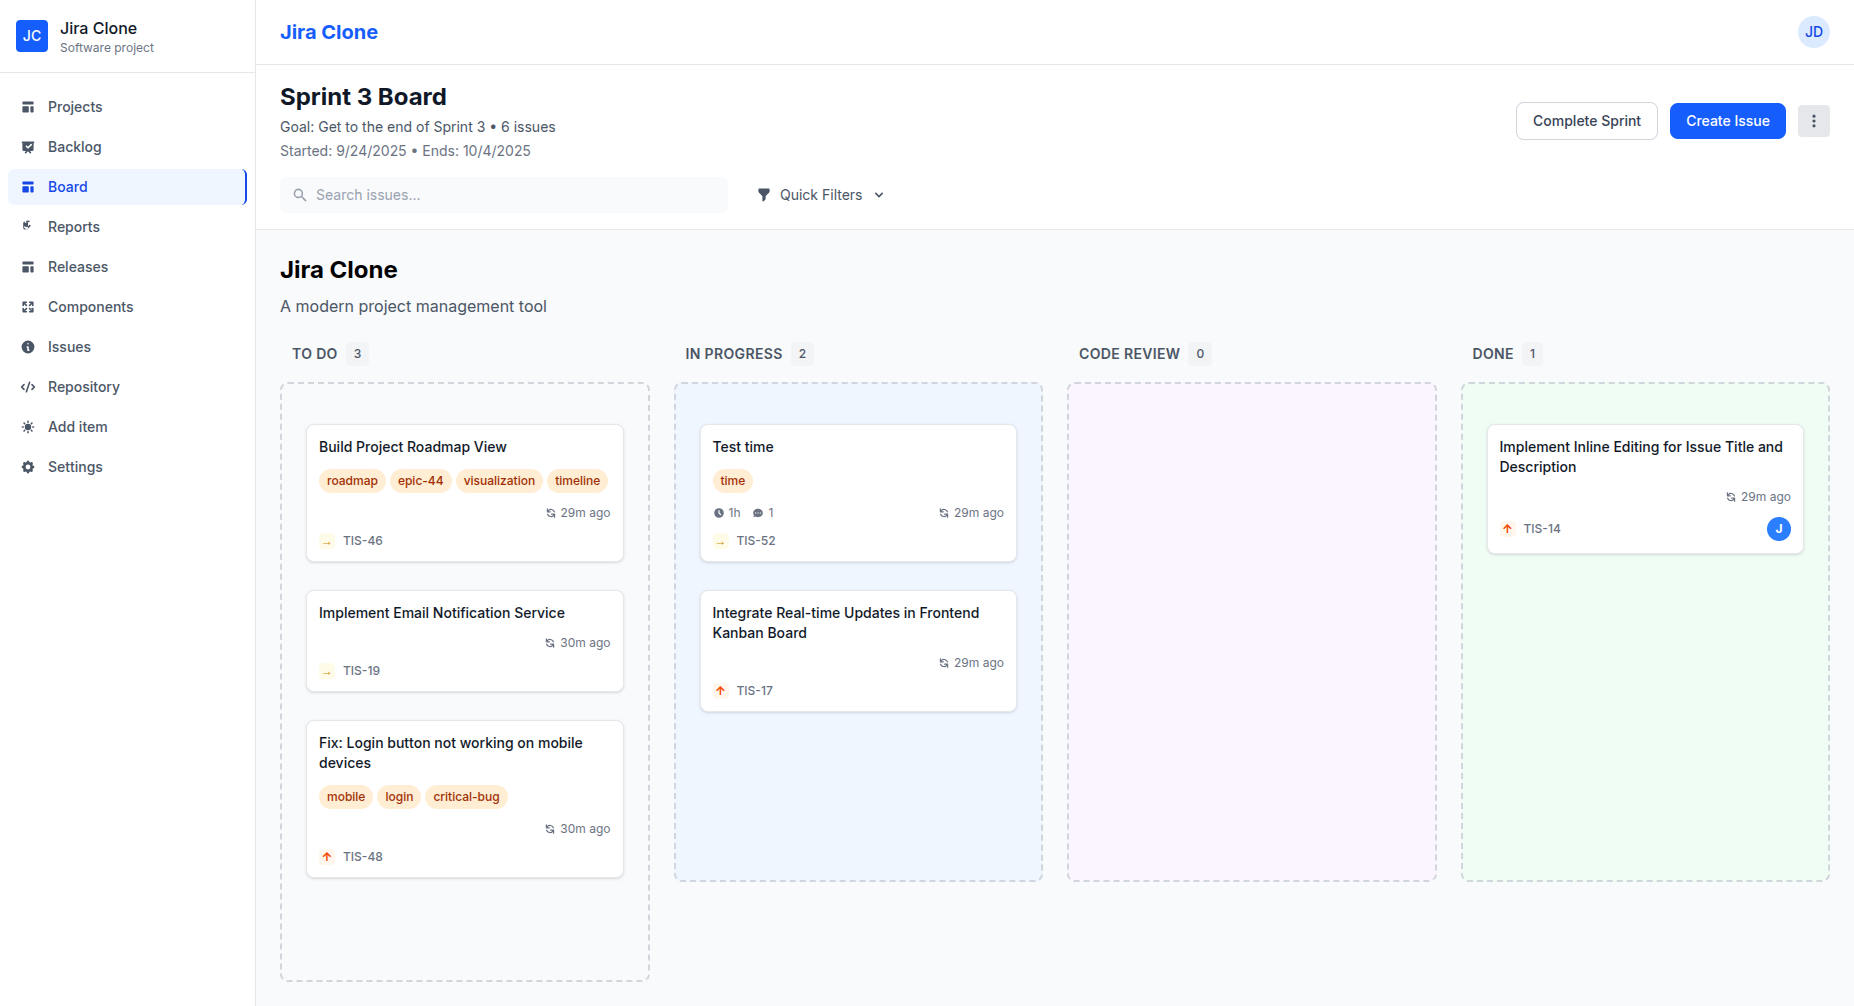 JC
Jira Clone
Software project
Projects
Backlog
Board
Reports
Releases
Components
Issues
Repository
Add item
Settings
Jira Clone
JD
Sprint 3 Board
Goal: Get to the end of Sprint 3 • 6 issues
Started: 9/24/2025 • Ends: 10/4/2025
Complete Sprint
Create Issue
Search issues...
Quick Filters
Jira Clone
A modern project management tool
TO DO 3
Build Project Roadmap View
roadmap epic-44 visualization timeline
29m ago
→ TIS-46
Implement Email Notification Service
30m ago
→ TIS-19
Fix: Login button not working on mobile
devices
mobile login critical-bug
30m ago
↑ TIS-48
IN PROGRESS 2
Test time
time
1h 1 29m ago
→ TIS-52
Integrate Real-time Updates in Frontend
Kanban Board
29m ago
↑ TIS-17
CODE REVIEW 0
DONE 1
Implement Inline Editing for Issue Title and
Description
29m ago
↑ TIS-14 J